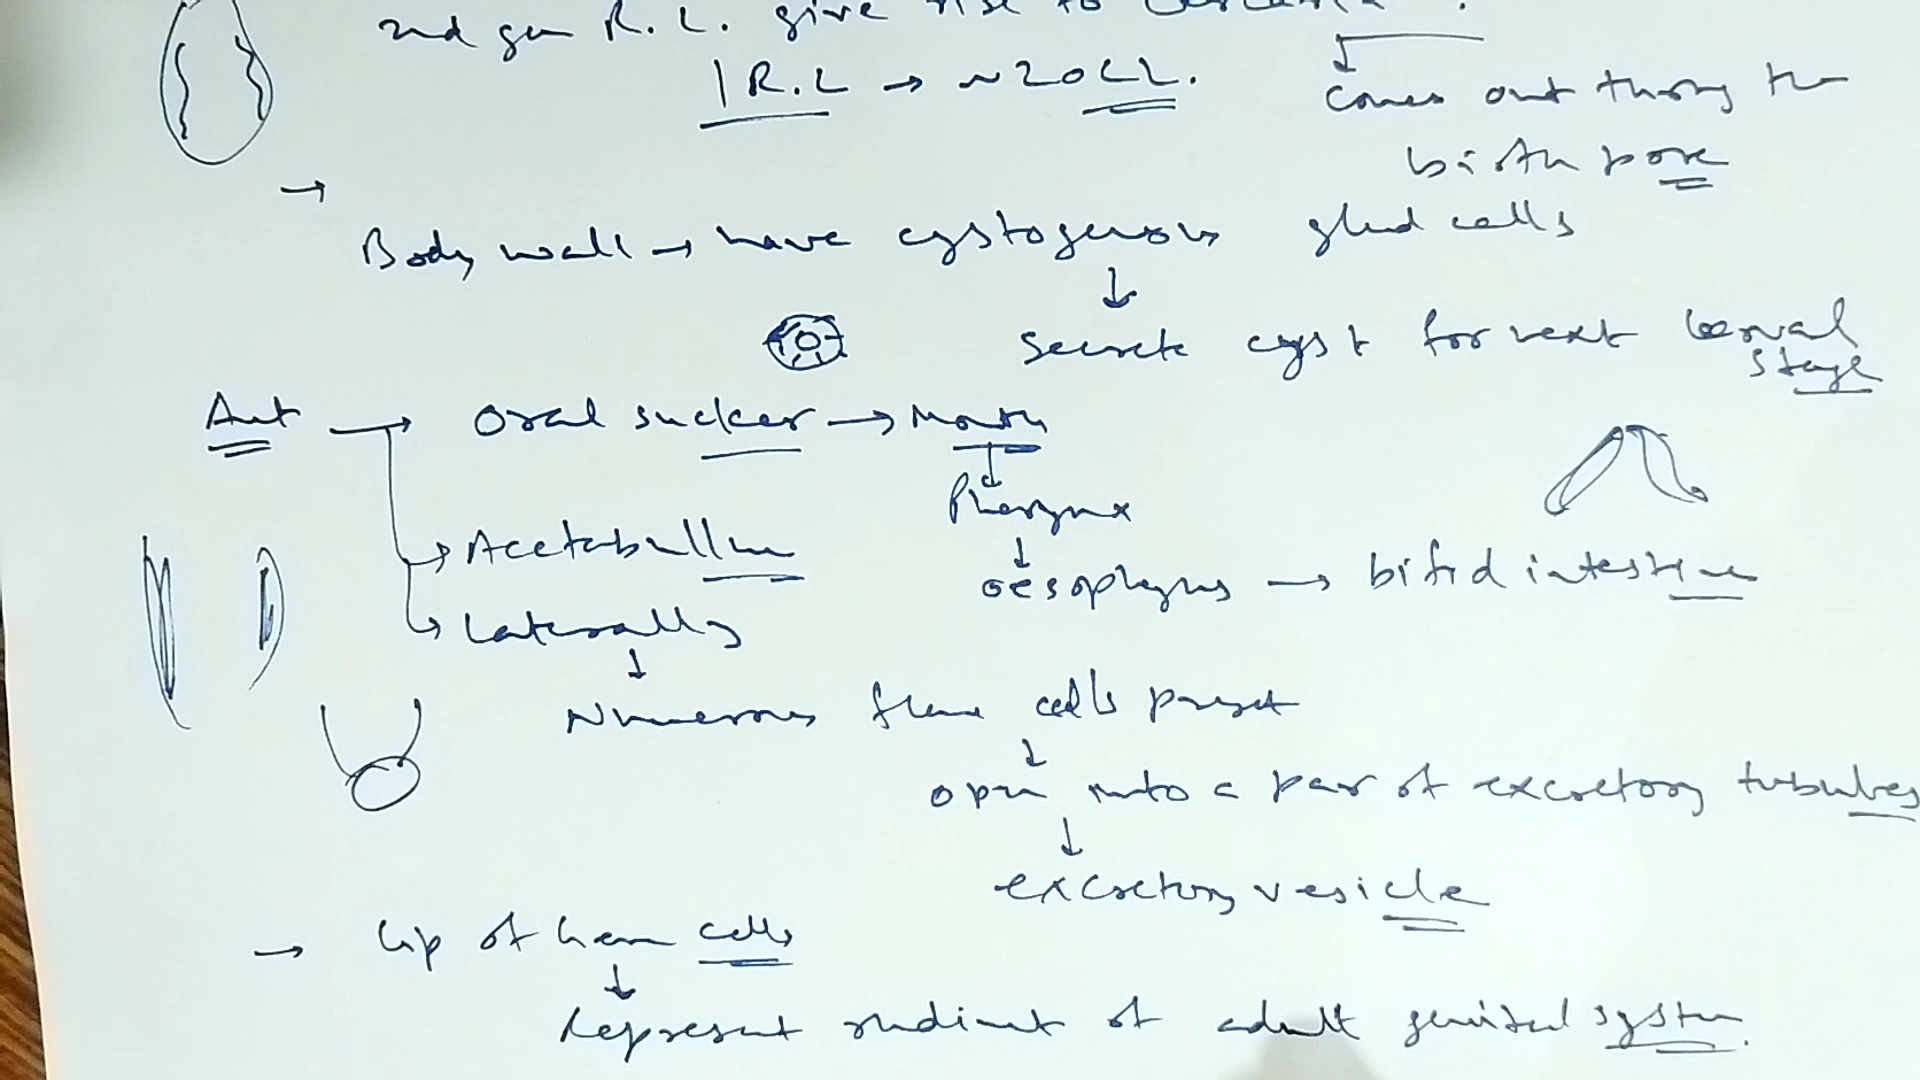 2nd gen R.L. give rise to cercaria.
1 R.L → ~20 CL.
comes out throug the
birth pore
→
Body wall → have cystogenous gland cells
↓
secrete cyst for next larval
stage
Ant → Oral sucker → Mouth
↓
Pharynx
→ Acetabullum
↓
oesophagus → bifid intestine
→ Laterally
↓
Numerous flame cells present
↓
open into a pair of excretory tubules
↓
excretory vesicle
→ Gp of Germ cells
↓
Represent rudiment of adult genital system.